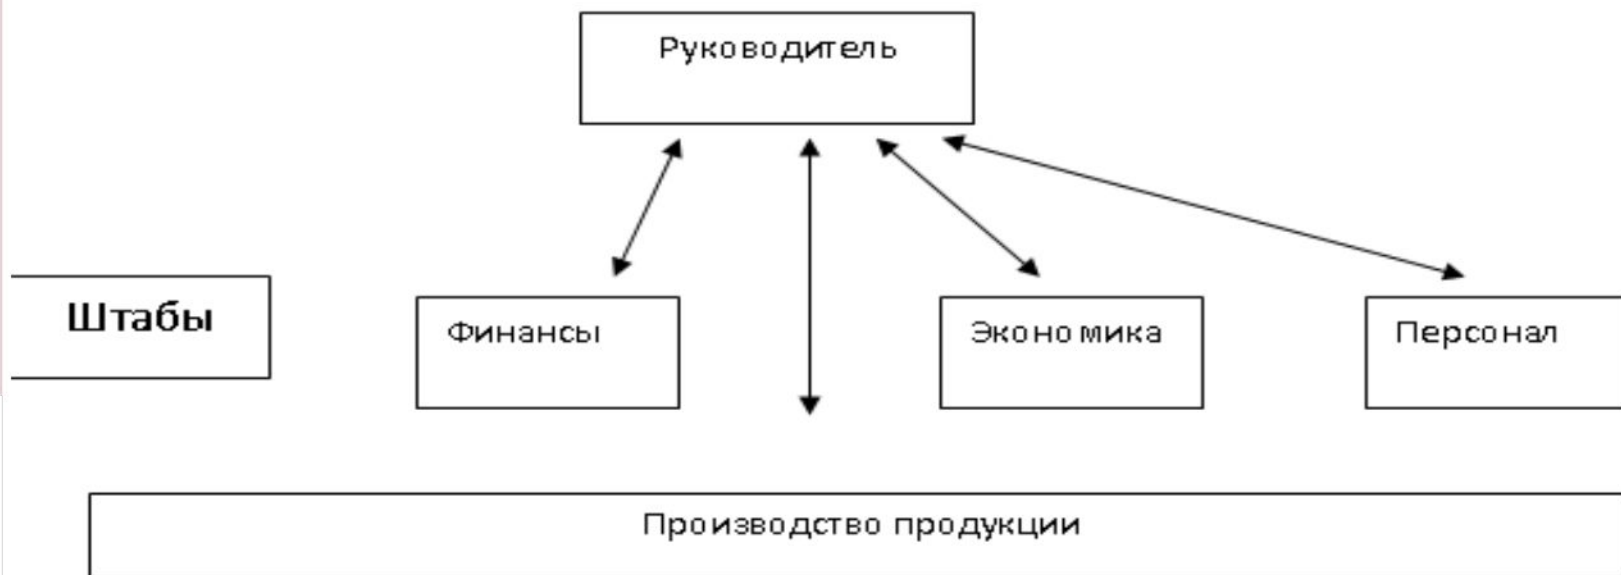 Руководитель
Штабы
Финансы
Экономика
Персонал
Производство продукции